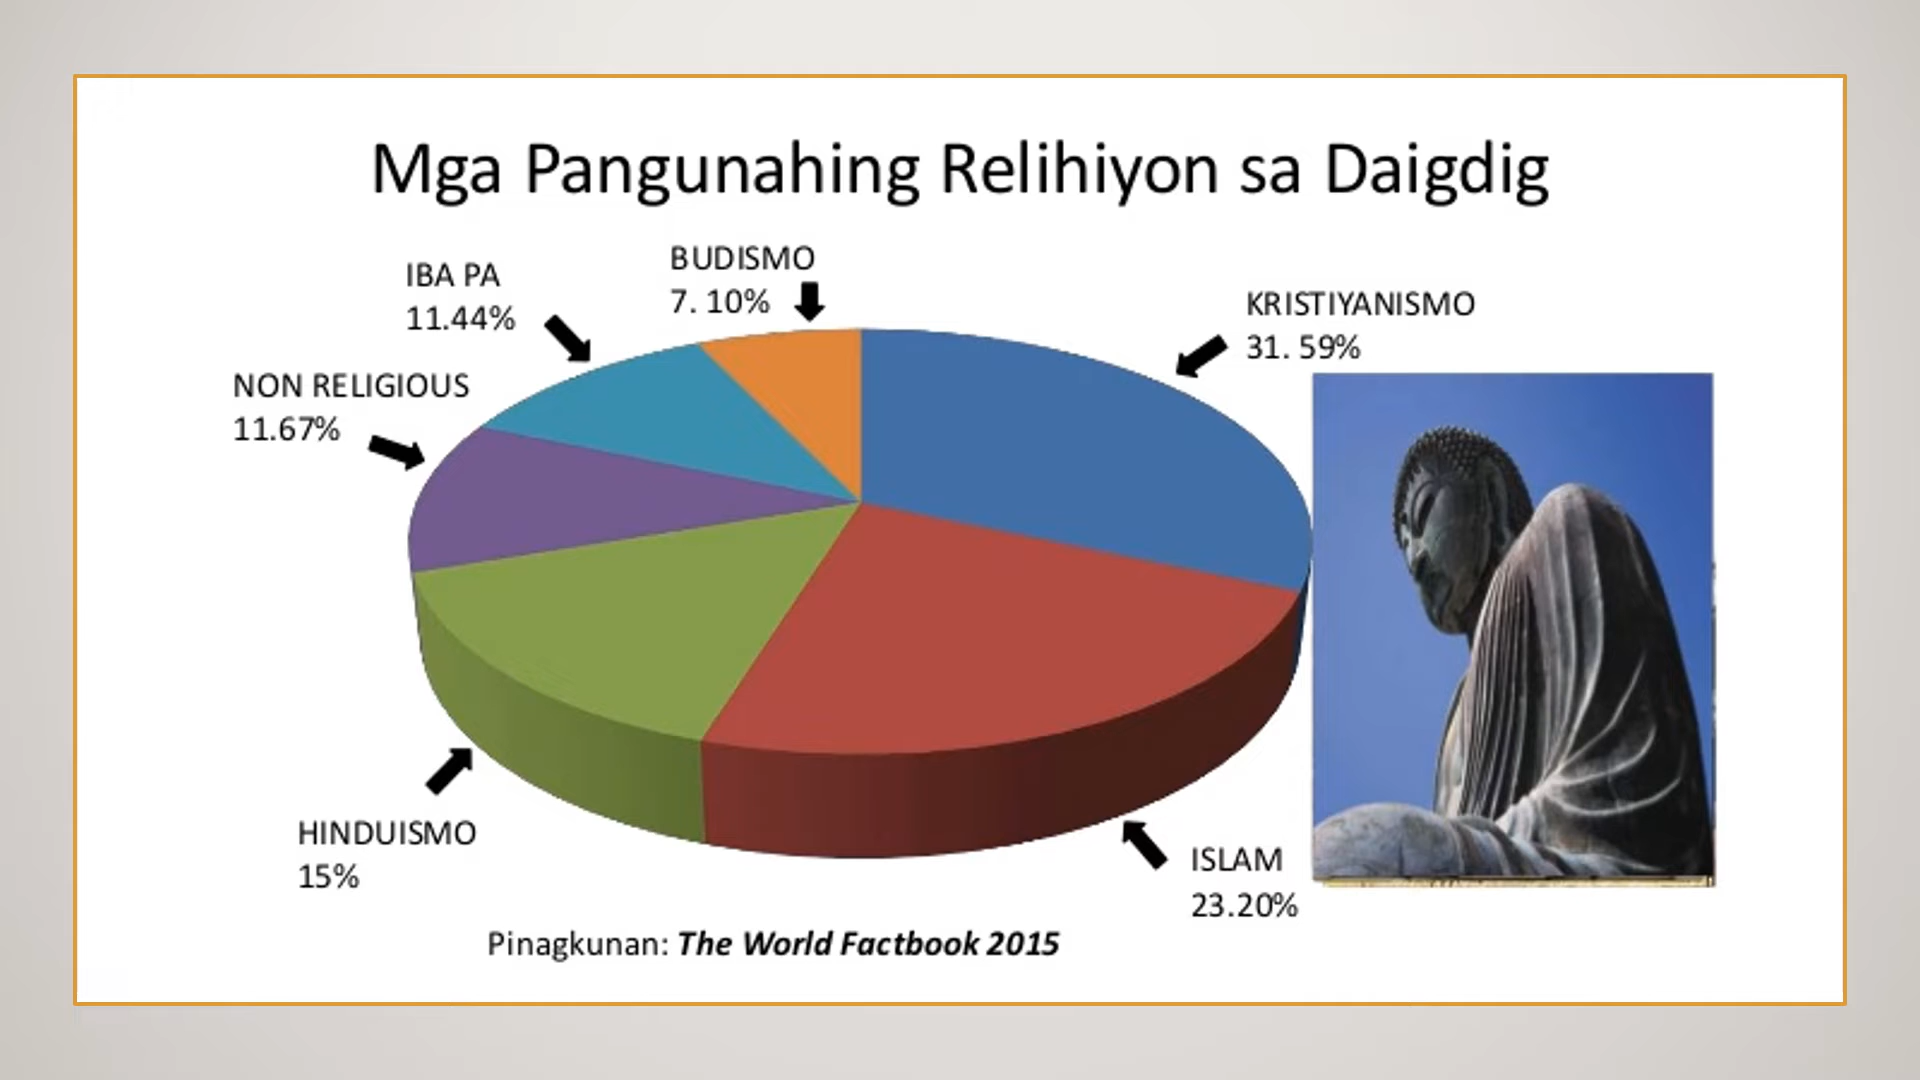 Mga Pangunahing Relihiyon sa Daigdig
BUDISMO
7. 10%
IBA PA
11.44%
KRISTIYANISMO
31. 59%
NON RELIGIOUS
11.67%
HINDUISMO
15%
ISLAM
23.20%
Pinagkunan: The World Factbook 2015